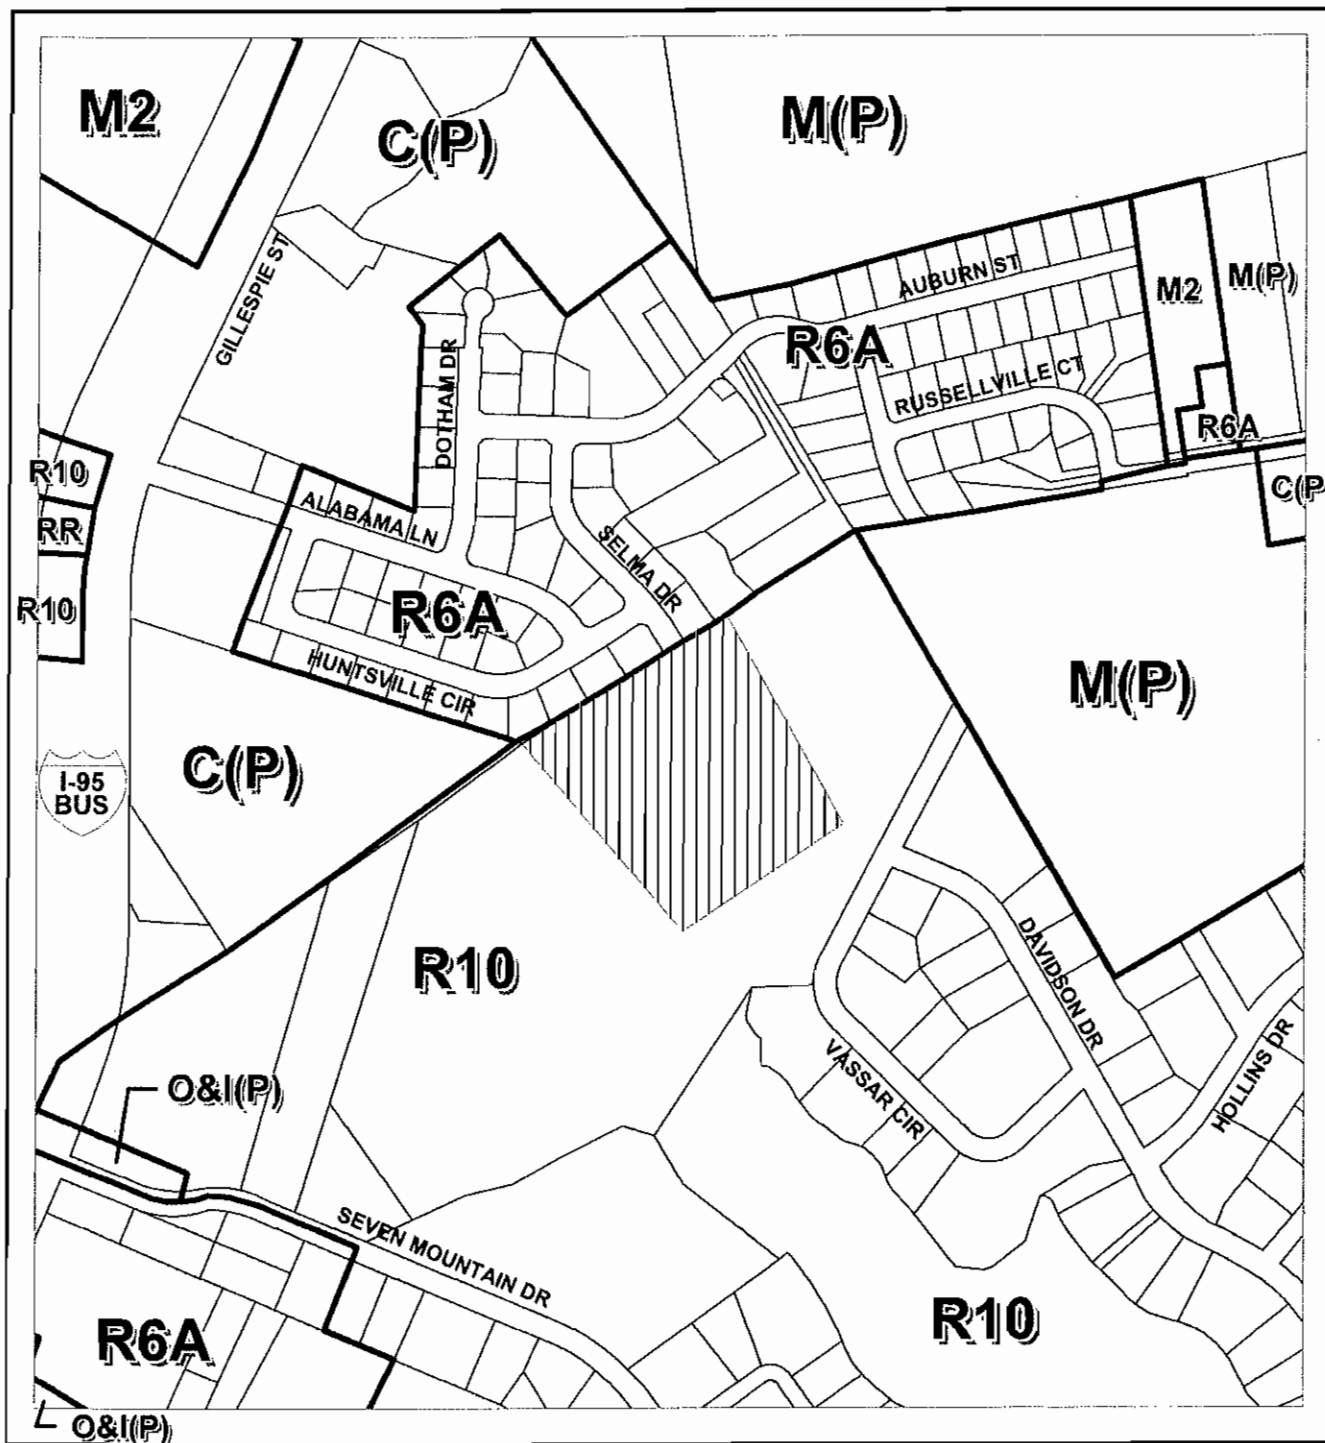 M2
C(P)
M(P)
GILLESPIE ST
AUBURN ST
M2
M(P)
R6A
DOTHAM DR
RUSSELLVILLE CT
R6A
R10
C(P
ALABAMA LN
RR
SELMA DR
R10
R6A
HUNTSVILLE CIR
M(P)
C(P)
I-95
BUS
R10
DAVIDSON DR
VASSAR CIR
HOLLINS DR
O&I(P)
SEVEN MOUNTAIN DR
R6A
R10
O&I(P)